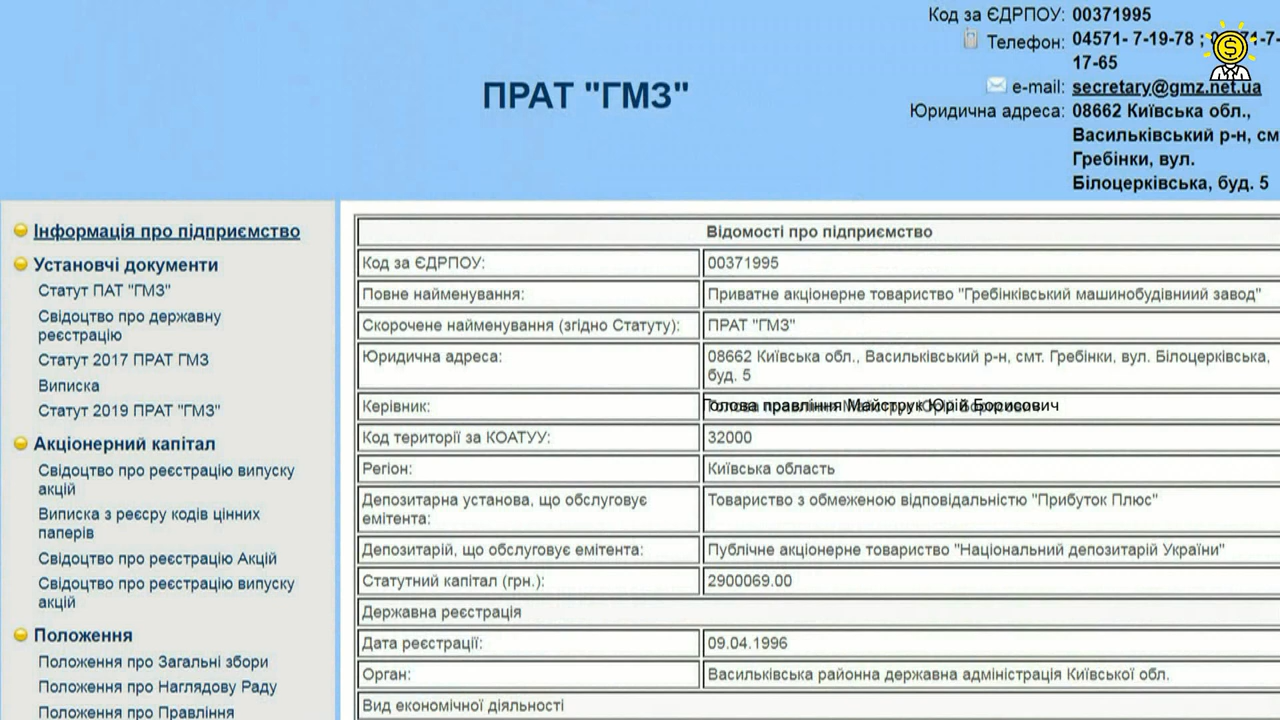 Код за ЄДРПОУ: 00371995
Телефон: 04571- 7-19-78 ;
17-65
e-mail: secretary@gmz.net.ua
Юридична адреса: 08662 Київська обл.,
Васильківський р-н, см
Гребінки, вул.
Білоцерківська, буд. 5
ПРАТ "ГМЗ"
Інформація про підприємство
Установчі документи
Статут ПАТ "ГМЗ"
Свідоцтво про державну
реєстрацію
Статут 2017 ПРАТ ГМЗ
Виписка
Статут 2019 ПРАТ "ГМЗ"
Акціонерний капітал
Свідоцтво про реєстрацію випуску
акцій
Виписка з реєсру кодів цінних
паперів
Свідоцтво про реєстрацію Акцій
Свідоцтво про реєстрацію випуску
акцій
Положення
Положення про Загальні збори
Положення про Наглядову Раду
Положення про Правління
Відомості про підприємство
Код за ЄДРПОУ: 00371995
Повне найменування: Приватне акціонерне товариство "Гребінківський машинобудівниий завод"
Скорочене найменування (згідно Статуту): ПРАТ "ГМЗ"
Юридична адреса: 08662 Київська обл., Васильківський р-н, смт. Гребінки, вул. Білоцерківська,
буд. 5
Керівник: Голова правління Майструк Юрій Борисович
Код території за КОАТУУ: 32000
Регіон: Київська область
Депозитарна установа, що обслуговує
емітента: Товариство з обмеженою відповідальністю "Прибуток Плюс"
Депозитарій, що обслуговує емітента: Публічне акціонерне товариство "Національний депозитарій України"
Статутний капітал (грн.): 2900069.00
Державна реєстрація
Дата реєстрації: 09.04.1996
Орган: Васильківська районна державна адміністрація Київської обл.
Вид економічної діяльності